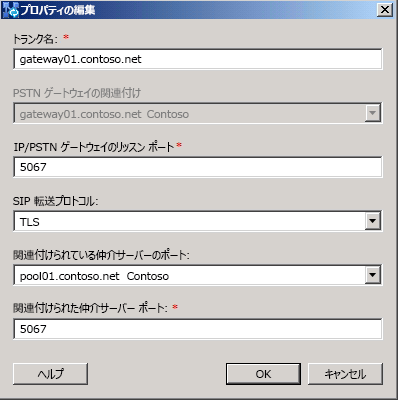 プロパティの編集
トランク名: *
gateway01.contoso.net
PSTN ゲートウェイの関連付け
gateway01.contoso.net Contoso
IP/PSTN ゲートウェイのリッスン ポート*
5067
SIP 転送プロトコル:
TLS
関連付けられている仲介サーバーのポート:
pool01.contoso.net Contoso
関連付けられた仲介サーバー ポート: *
5067
ヘルプ OK キャンセル